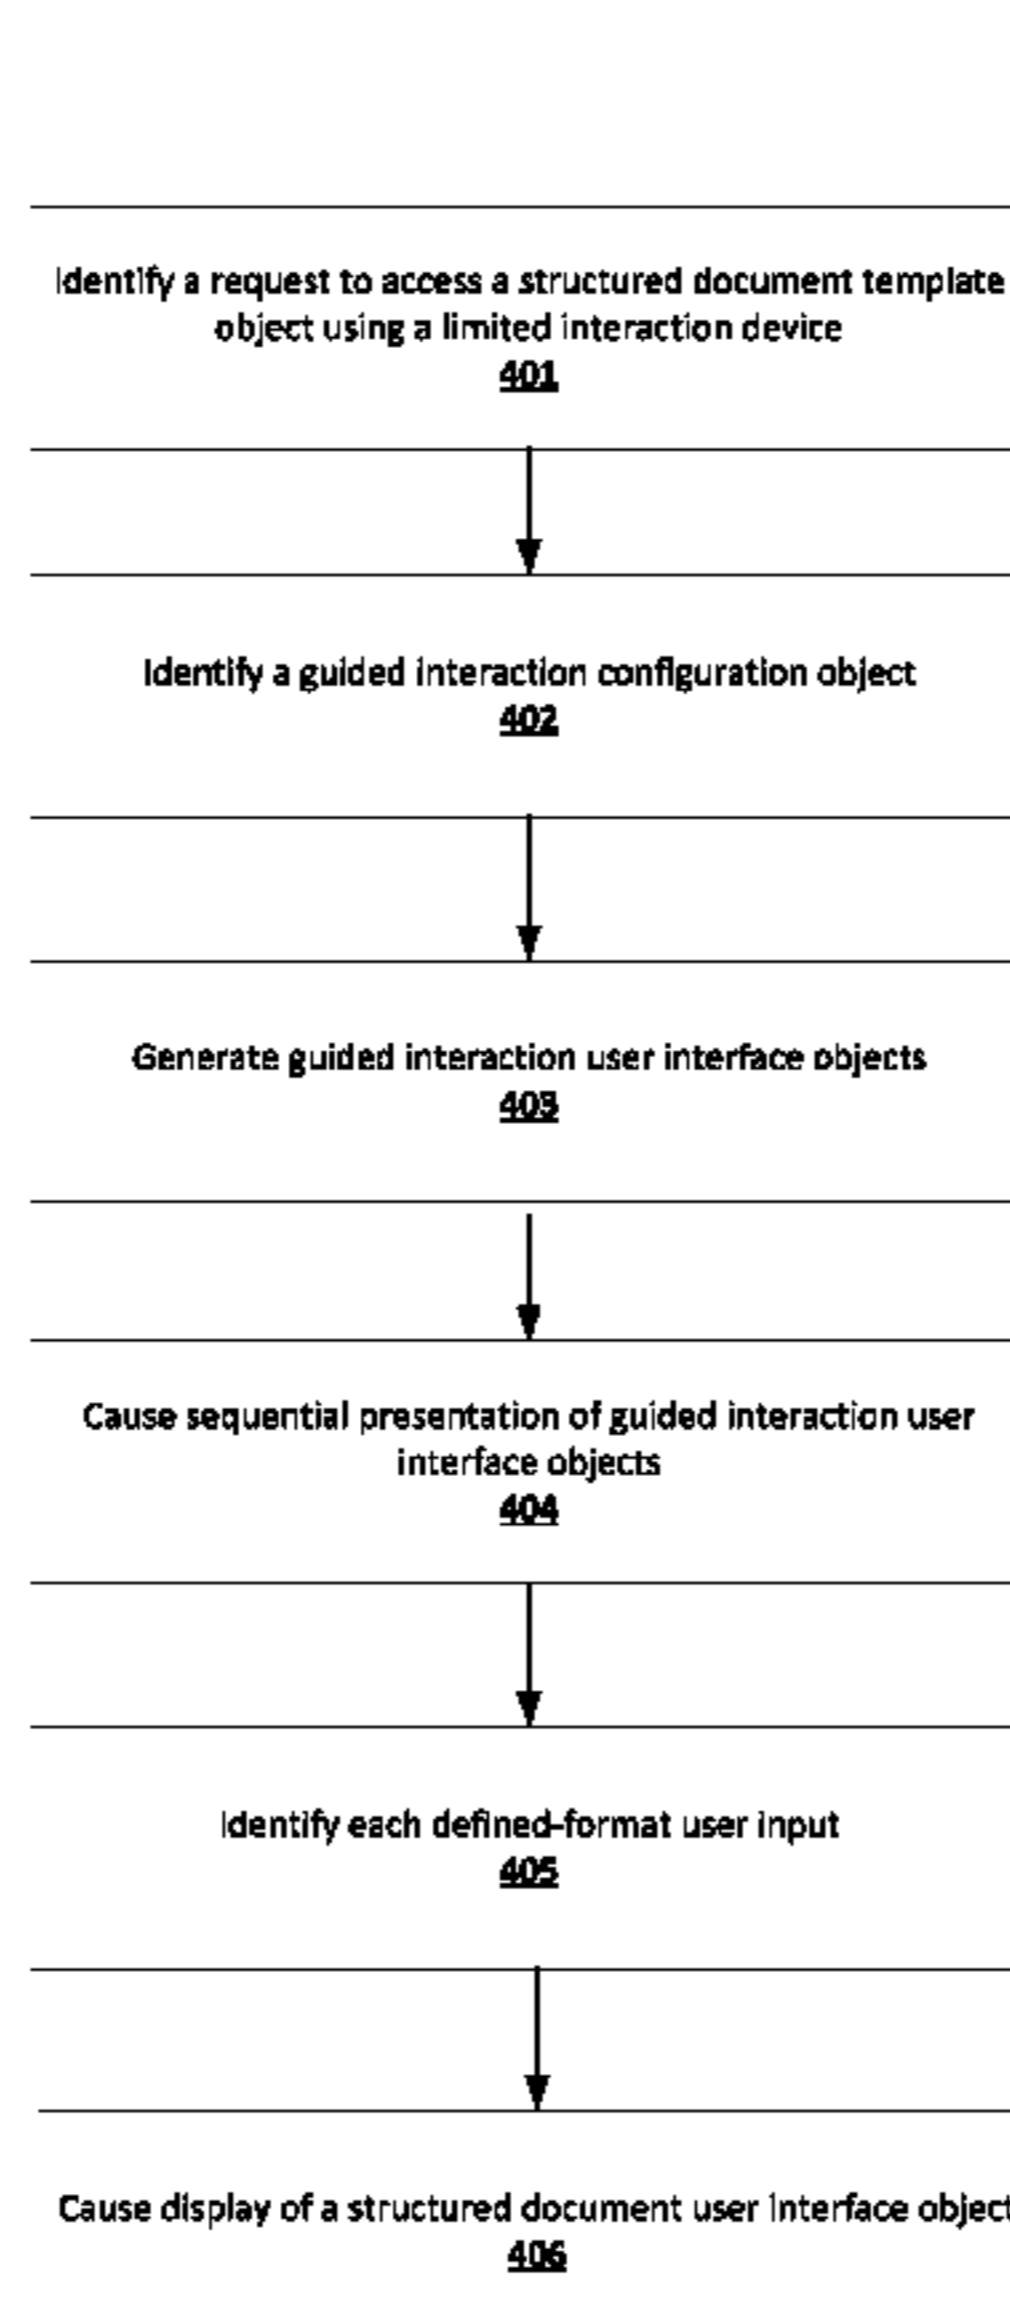 Identify a request to access a structured document template
object using a limited interaction device
401
Identify a guided interaction configuration object
402
Generate guided interaction user interface objects
403
Cause sequential presentation of guided interaction user
interface objects
404
Identify each defined-format user input
405
Cause display of a structured document user interface object
406